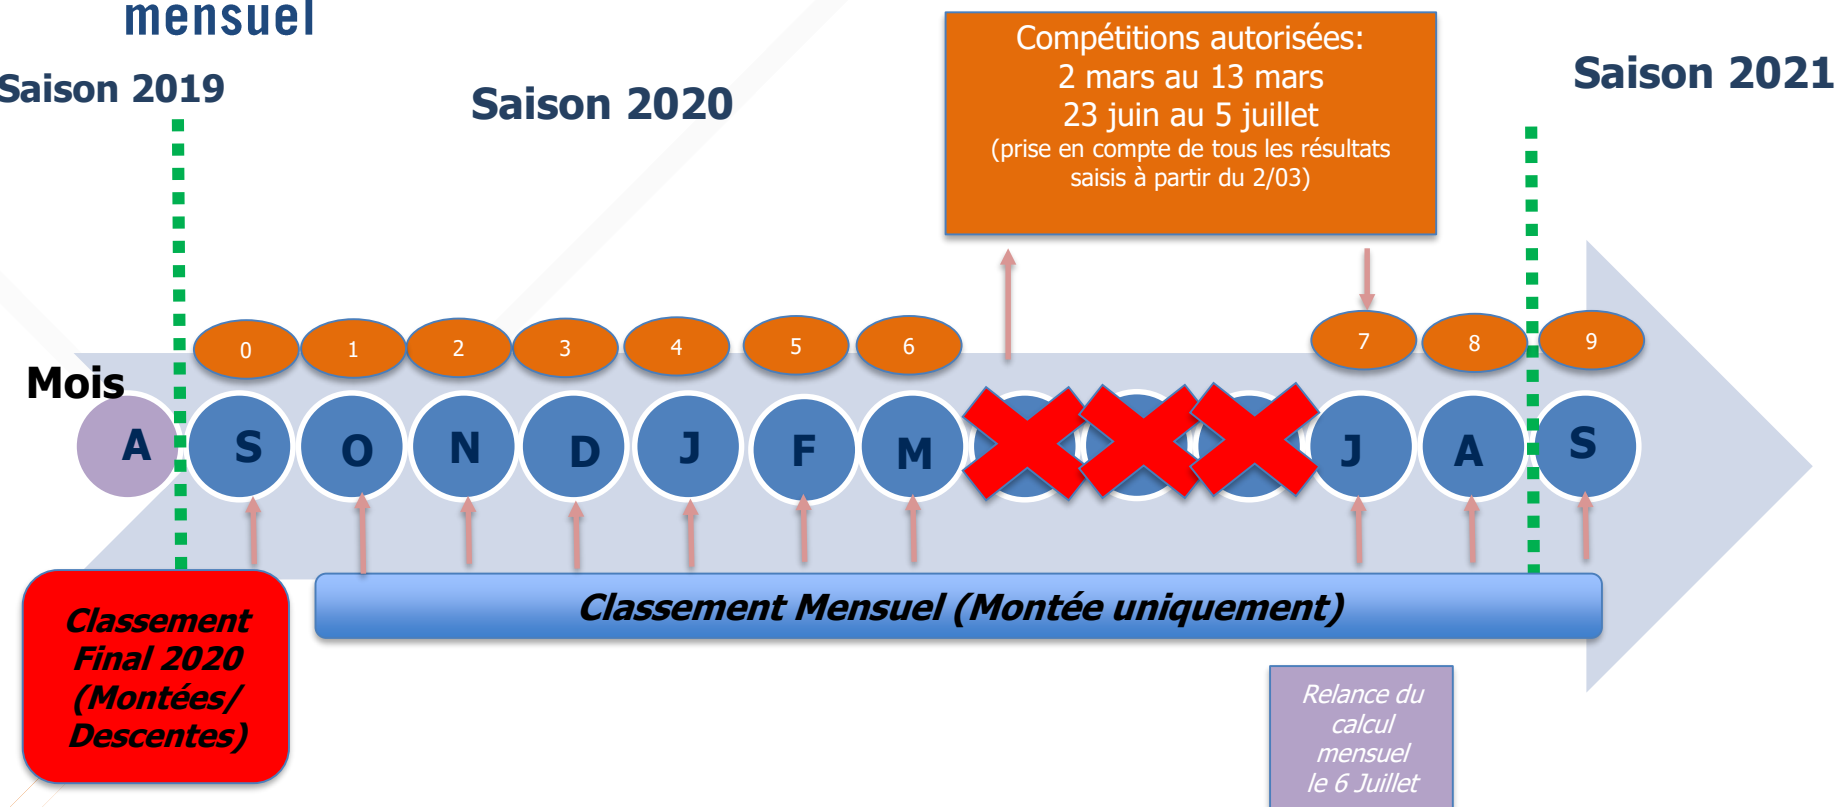 mensuel
Saison 2019
Saison 2020
Saison 2021
Compétitions autorisées:
2 mars au 13 mars
23 juin au 5 juillet
(prise en compte de tous les résultats
saisis à partir du 2/03)
0 1 2 3 4 5 6 7 8 9
Mois
A S O N D J F M J A S
Classement
Final 2020
(Montées/
Descentes)
Classement Mensuel (Montée uniquement)
Relance du
calcul
mensuel
le 6 Juillet